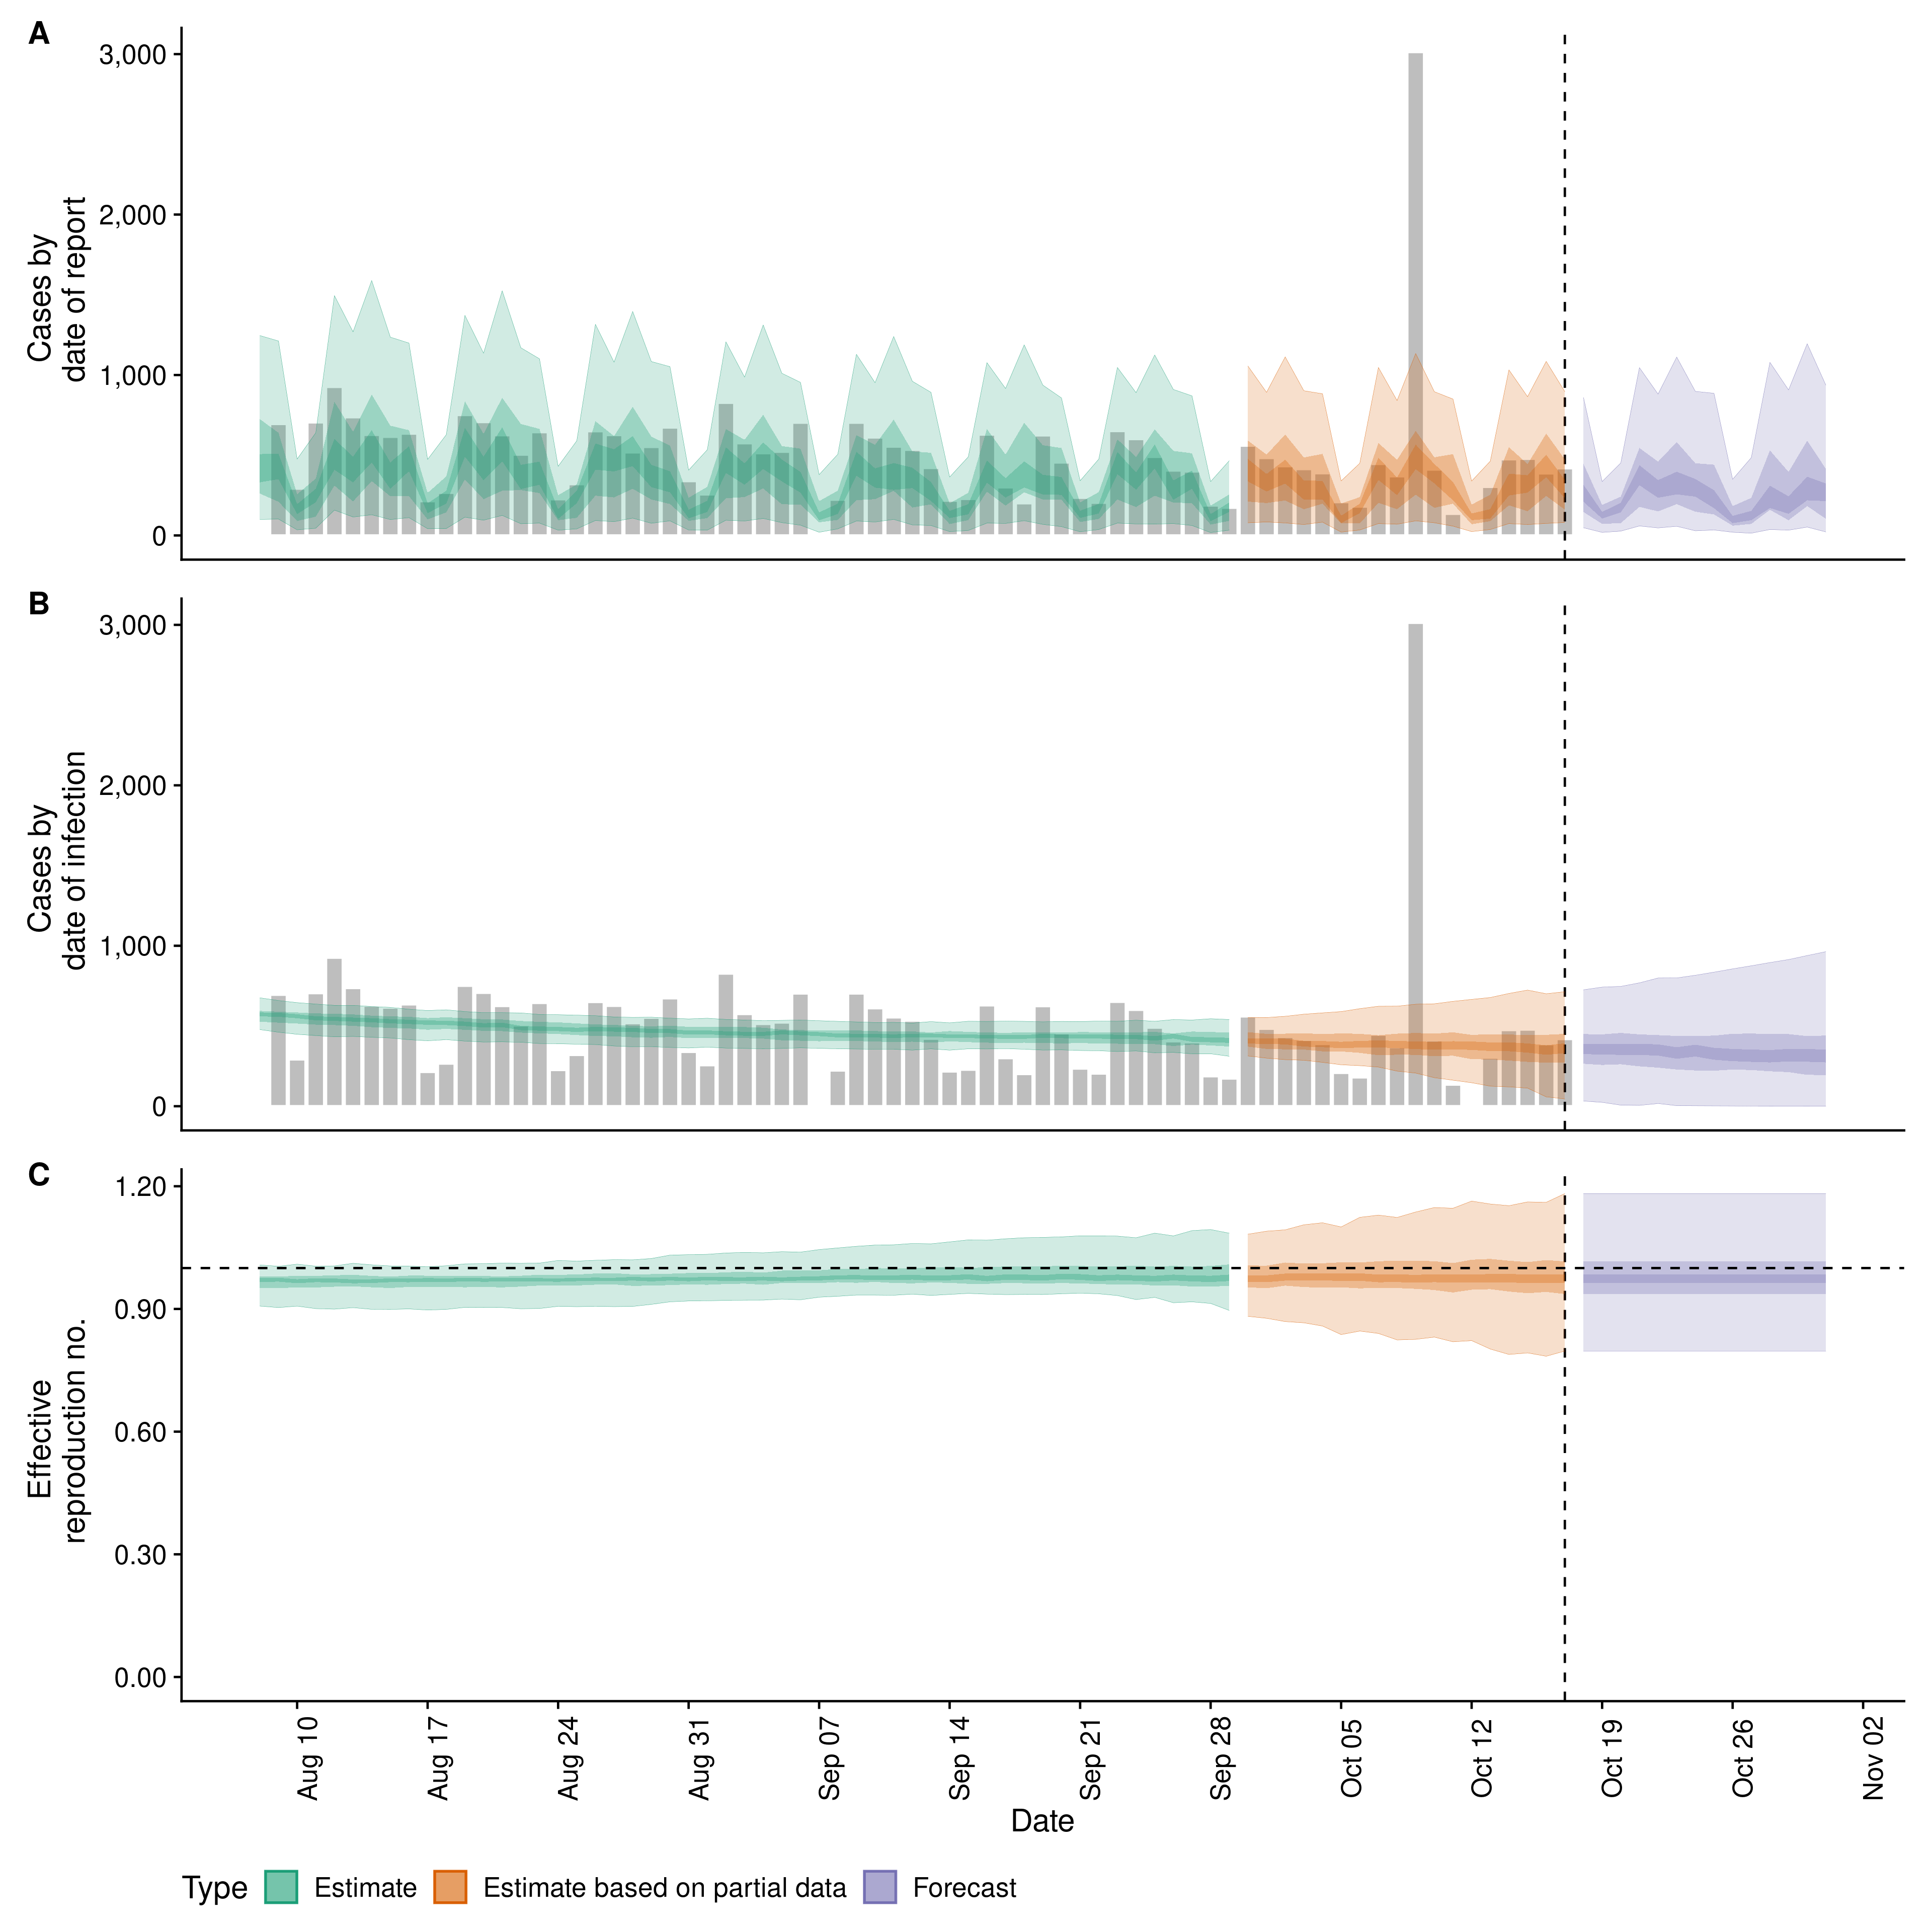 A
3,000
2,000
1,000
0
Cases by
date of report
B
3,000
2,000
1,000
0
Cases by
date of infection
C
1.20
0.90
0.60
0.30
0.00
Effective
reproduction no.
Aug 10
Aug 17
Aug 24
Aug 31
Sep 07
Sep 14
Sep 21
Sep 28
Oct 05
Oct 12
Oct 19
Oct 26
Nov 02
Date
Type Estimate Estimate based on partial data Forecast